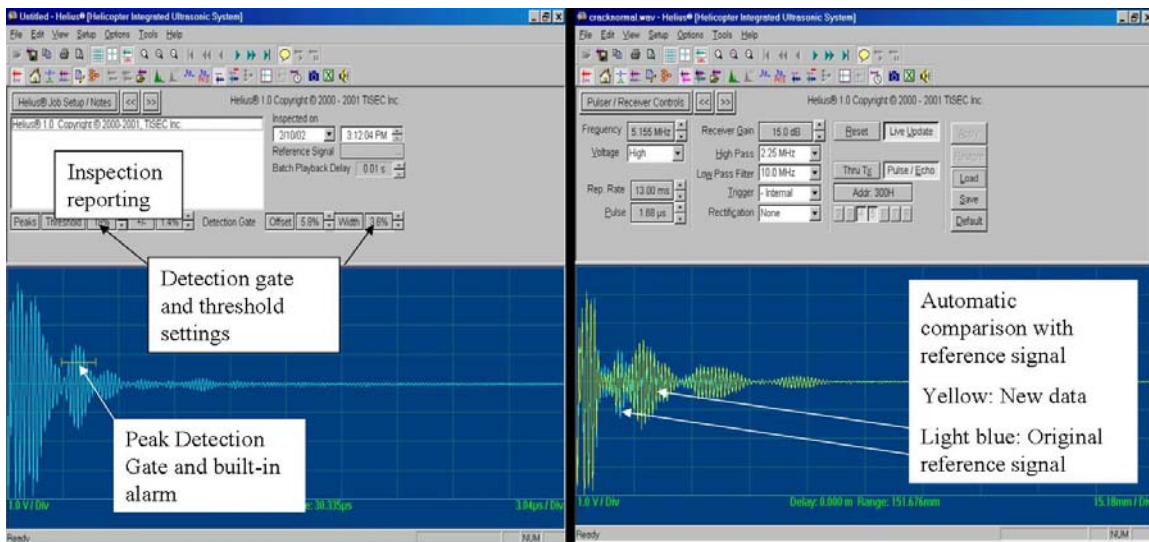 Untitled - Helius® [Helicopter Integrated Ultrasonic System]
File Edit View Setup Options Tools Help
Helius® Job Setup / Notes << >> Helius® 1.0 Copyright © 2000 - 2001 TISEC Inc.
Helius® 1.0 Copyright © 2000-2001, TISEC Inc.
Inspected on
2/10/02 3:12:04 PM
Reference Signal ...
Batch Playback Delay 0.01 s
Inspection
reporting
Peaks Threshold +/- 1.4% Detection Gate Offset 5.8% Width 3.6%
Detection gate
and threshold
settings
Peak Detection
Gate and built-in
alarm
1.0 V / Div 30.335µs 3.04µs / Div
Ready NUM
cracknormal.wav - Helius® [Helicopter Integrated Ultrasonic System]
File Edit View Setup Options Tools Help
Pulser / Receiver Controls << >> Helius® 1.0 Copyright © 2000 - 2001 TISEC Inc.
Frequency 5.155 MHz Receiver Gain 15.0 dB Reset Live Update Apply
Voltage High High Pass 2.25 MHz
Low Pass Filter 10.0 MHz Thru Tx Pulse / Echo Load
Rep. Rate 13.00 ms Trigger - Internal Addr. 300H Save
Pulse 1.68 µs Rectification None Default
Automatic
comparison with
reference signal
Yellow: New data
Light blue: Original
reference signal
1.0 V / Div Delay: 0.000 m Range: 151.676mm 15.18mm / Div
Ready NUM